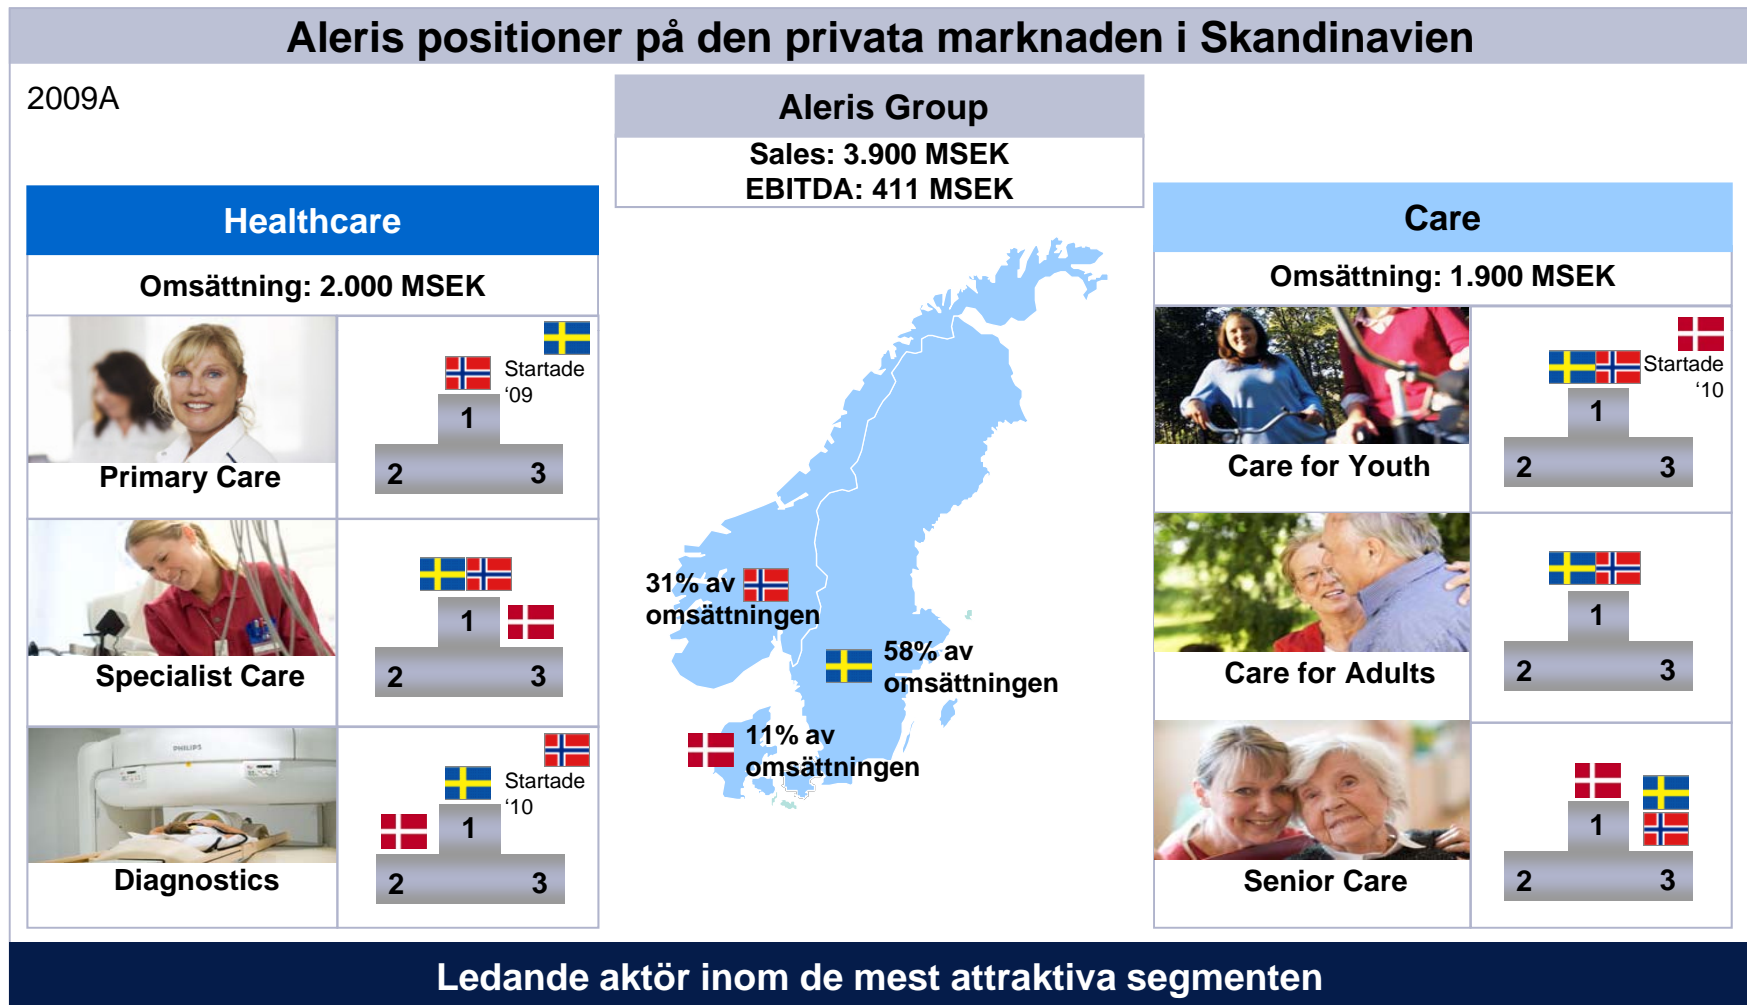 Aleris positioner på den privata marknaden i Skandinavien
2009A
Aleris Group
Sales: 3.900 MSEK
EBITDA: 411 MSEK
Healthcare
Omsättning: 2.000 MSEK
Startade
‘09
1
2 3
Primary Care
1
2 3
Specialist Care
PHILIPS
Startade
‘10
1
2 3
Diagnostics
31% av
omsättningen
58% av
omsättningen
11% av
omsättningen
Care
Omsättning: 1.900 MSEK
Startade
‘10
1
2 3
Care for Youth
1
2 3
Care for Adults
1
2 3
Senior Care
Ledande aktör inom de mest attraktiva segmenten